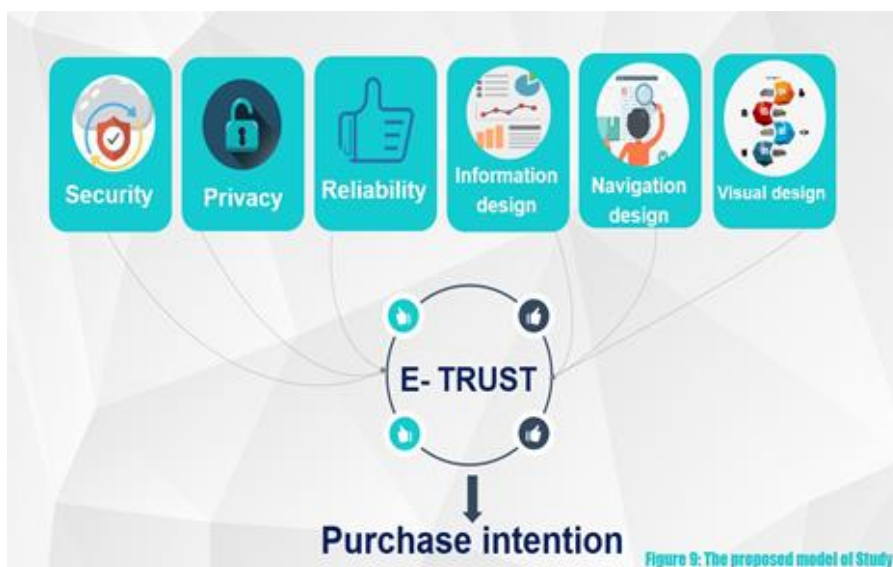 Security
Privacy
Reliability
Information
design
Navigation
design
Visual design
E- TRUST
Purchase intention
Figure 9: The proposed model of Study